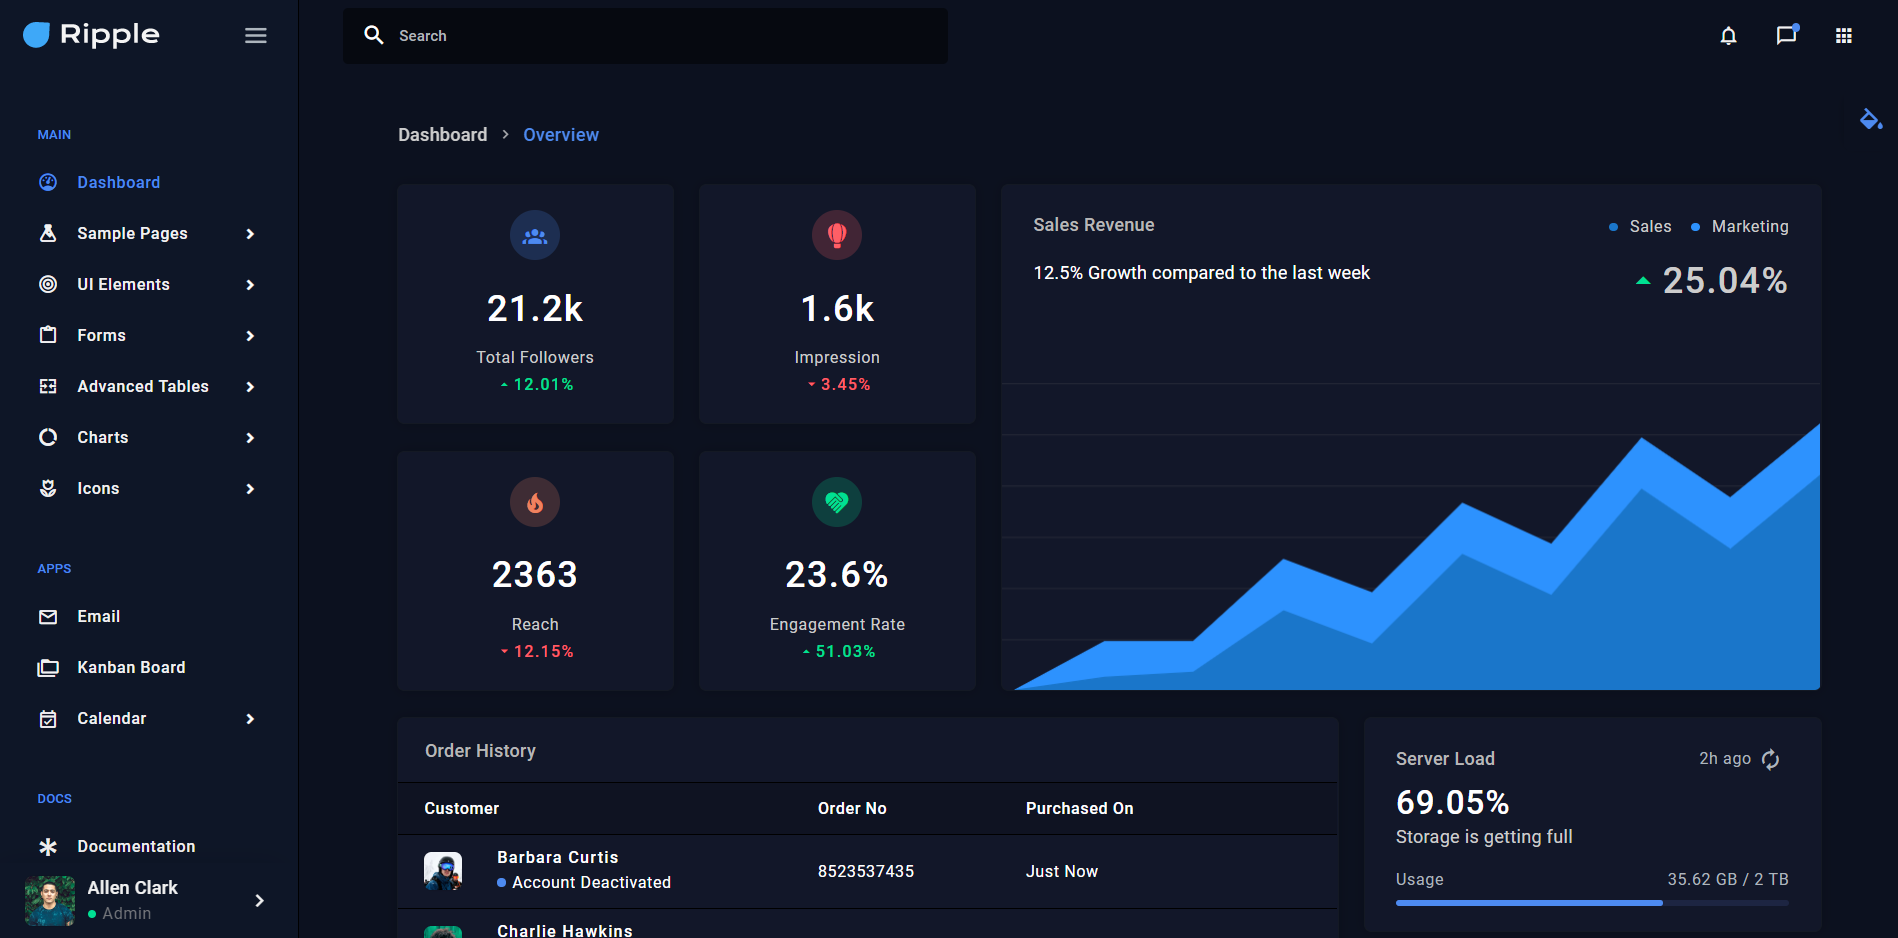 Ripple
Search
MAIN
Dashboard
Sample Pages
UI Elements
Forms
Advanced Tables
Charts
Icons
APPS
Email
Kanban Board
Calendar
DOCS
Documentation
Allen Clark
Admin
Dashboard > Overview
21.2k
Total Followers
12.01%
1.6k
Impression
3.45%
2363
Reach
12.15%
23.6%
Engagement Rate
51.03%
Sales Revenue
Sales Marketing
12.5% Growth compared to the last week
25.04%
Order History
Customer Order No Purchased On
Barbara Curtis
Account Deactivated
8523537435
Just Now
Charlie Hawkins
Server Load
2h ago
69.05%
Storage is getting full
Usage 35.62 GB / 2 TB